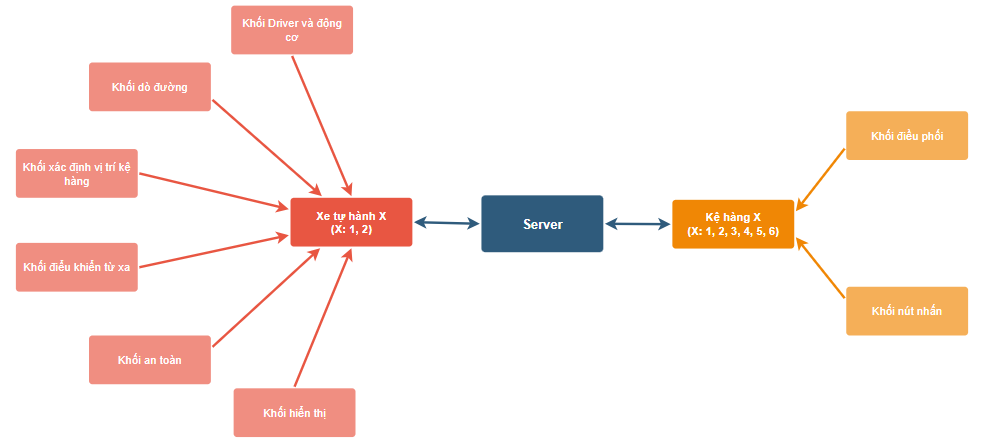 Khối Driver và động
cơ
Khối dò đường
Khối xác định vị trí kệ
hàng
Khối điều khiển từ xa
Khối an toàn
Khối hiển thị
Xe tự hành X
(X: 1, 2)
Server
Kệ hàng X
(X: 1, 2, 3, 4, 5, 6)
Khối điều phối
Khối nút nhấn